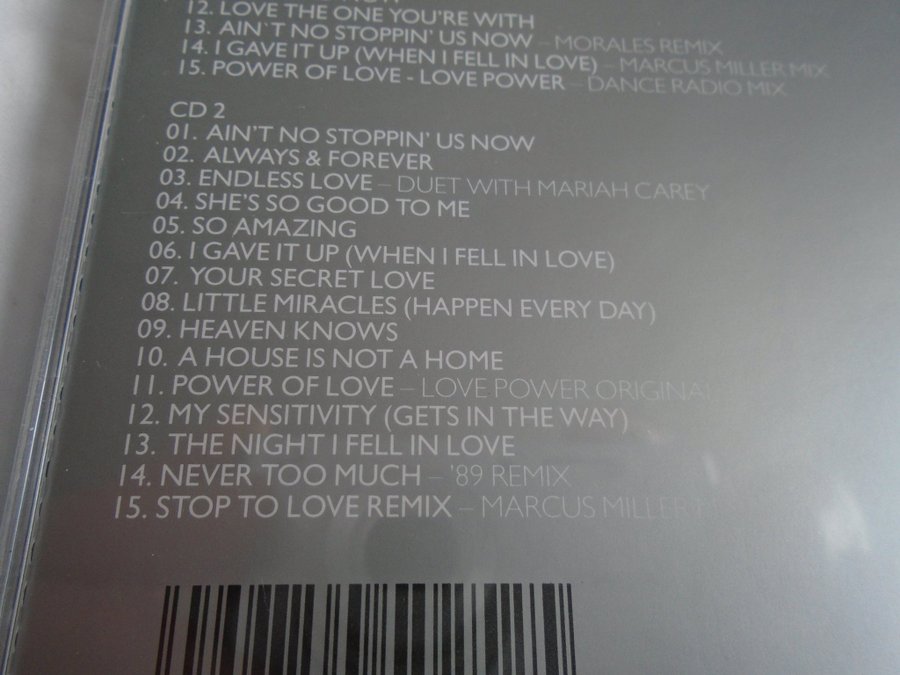 12. LOVE THE ONE YOU'RE WITH
13. AIN`T NO STOPPIN' US NOW – MORALES REMIX
14. I GAVE IT UP (WHEN I FELL IN LOVE) – MARCUS MILLER MIX
15. POWER OF LOVE - LOVE POWER – DANCE RADIO MIX
CD 2
01. AIN'T NO STOPPIN' US NOW
02. ALWAYS & FOREVER
03. ENDLESS LOVE – DUET WITH MARIAH CAREY
04. SHE'S SO GOOD TO ME
05. SO AMAZING
06. I GAVE IT UP (WHEN I FELL IN LOVE)
07. YOUR SECRET LOVE
08. LITTLE MIRACLES (HAPPEN EVERY DAY)
09. HEAVEN KNOWS
10. A HOUSE IS NOT A HOME
11. POWER OF LOVE – LOVE POWER ORIGINAL
12. MY SENSITIVITY (GETS IN THE WAY)
13. THE NIGHT I FELL IN LOVE
14. NEVER TOO MUCH – '89 REMIX
15. STOP TO LOVE REMIX – MARCUS MILLER